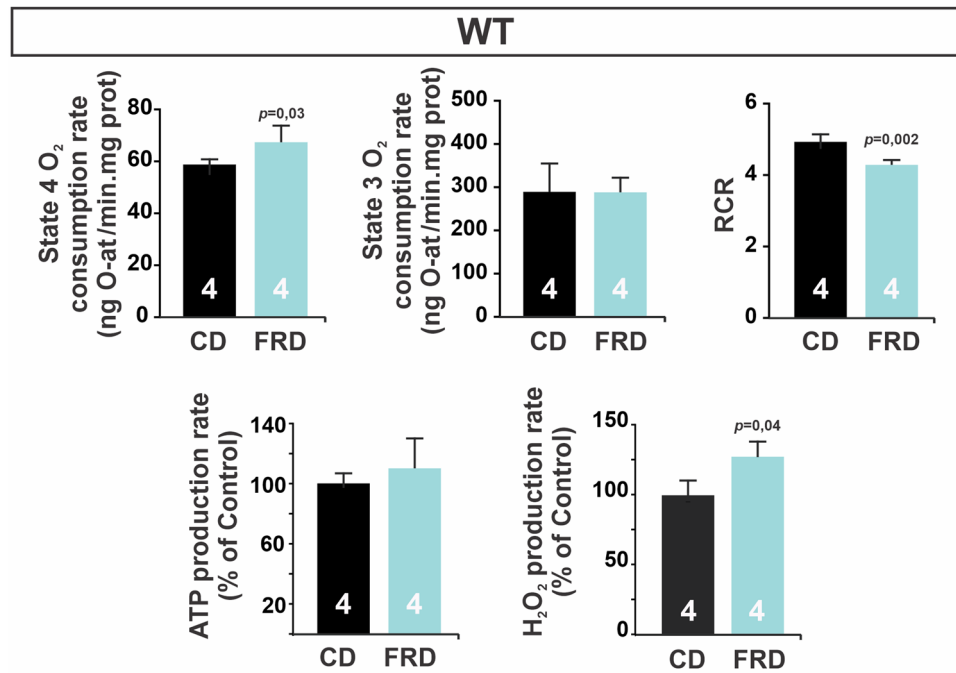 WT
State 4 O₂
consumption rate
(ng O-at/min.mg prot)
80
60
40
20
0
p=0,03
4
4
CD
FRD
State 3 O₂
consumption rate
(ng O-at/min.mg prot)
500
400
300
200
100
0
4
4
CD
FRD
RCR
6
4
2
0
p=0,002
4
4
CD
FRD
ATP production rate
(% of Control)
140
100
60
20
4
4
CD
FRD
H₂O₂ production rate
(% of Control)
150
100
50
0
p=0,04
4
4
CD
FRD